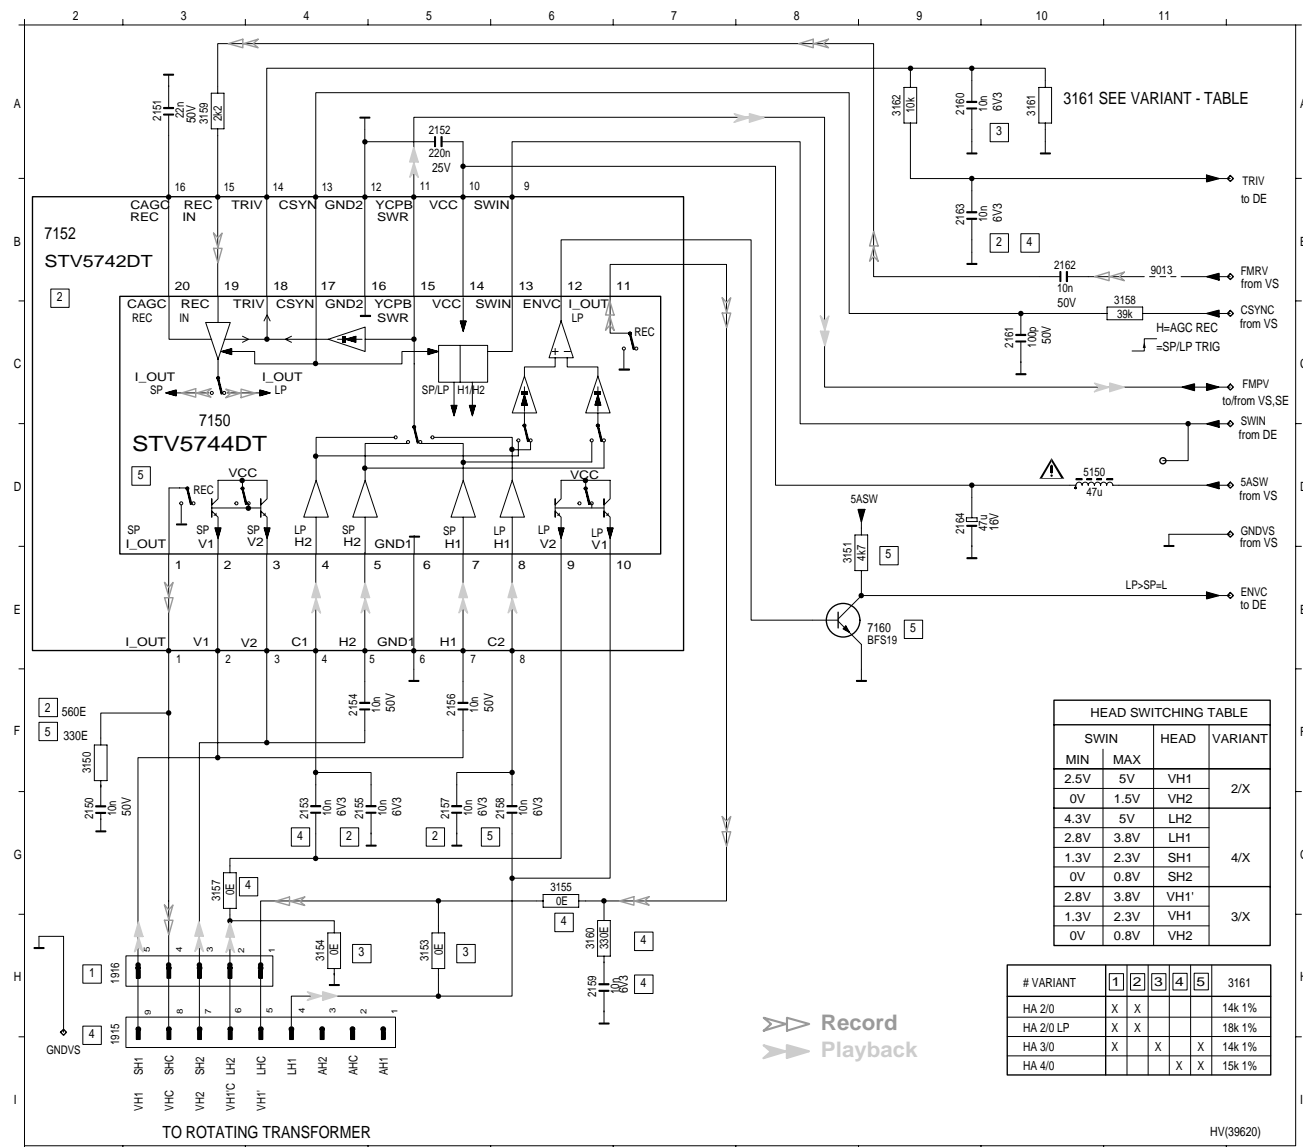 2 3 4 5 6 7 8 9 10 11
A A
2151
22n
50V
3159
2k2
2152
220n
25V
3162
10k
2160
10n
6V3
3
3161
3161 SEE VARIANT - TABLE
16 15 14 13 12 11 10 9
CAGC REC TRIV CSYN GND2 YCPB VCC SWIN
REC IN SWR
TRIV
to DE
B
7152
STV5742DT
2
2163
10n
6V3
2 4
2162
10n
50V
9013
FMRV
from VS
20 19 18 17 16 15 14 13 12 11
CAGC REC TRIV CSYN GND2 YCPB VCC SWIN ENVC I_OUT
REC IN SWR LP
REC
3158
39k
CSYNC
from VS
2161
100p
50V
H=AGC REC
=SP/LP TRIG
C
I_OUT I_OUT
SP LP
SP/LP H1/H2
+ −
FMPV
to/from VS,SE
7150
STV5744DT
SWIN
from DE
D
5
REC
VCC VCC
5150
47u
5ASW
from VS
5ASW
2164
47u
16V
SP SP SP LP SP SP LP LP LP
I_OUT V1 V2 H2 H2 GND1 H1 H1 V2 V1
3151
4k7
5
GNDVS
from VS
1 2 3 4 5 6 7 8 9 10
E
LP>SP=L
ENVC
to DE
7160
BFS19
5
I_OUT V1 V2 C1 H2 GND1 H1 C2
1 2 3 4 5 6 7 8
2154
10n
50V
2156
10n
50V
F
2 560E
5 330E
3150
2150
10n
50V
2153
10n
6V3
4
2155
10n
6V3
2
2157
10n
6V3
2
2158
10n
6V3
5
HEAD SWITCHING TABLE
SWIN HEAD VARIANT
MIN MAX
2.5V 5V VH1 2/X
0V 1.5V VH2
4.3V 5V LH2
2.8V 3.8V LH1
1.3V 2.3V SH1 4/X
0V 0.8V SH2
2.8V 3.8V VH1'
1.3V 2.3V VH1 3/X
0V 0.8V VH2
G
3157
0E
4
3155
0E
4
3154
0E
3
3153
0E
3
3160
330E
4
2159
10n
6V3
4
H
1
1916
5 4 3 2 1
4
1915
9 8 7 6 5 4 3 2 1
GNDVS
SH1 SHC SH2 LH2 LHC LH1 AH2 AHC AH1
VH1 VHC VH2 VH1'C VH1'
I
Record
Playback
# VARIANT 1 2 3 4 5 3161
HA 2/0 X X 14k 1%
HA 2/0 LP X X 18k 1%
HA 3/0 X X X 14k 1%
HA 4/0 X X 15k 1%
TO ROTATING TRANSFORMER
HV(39620)